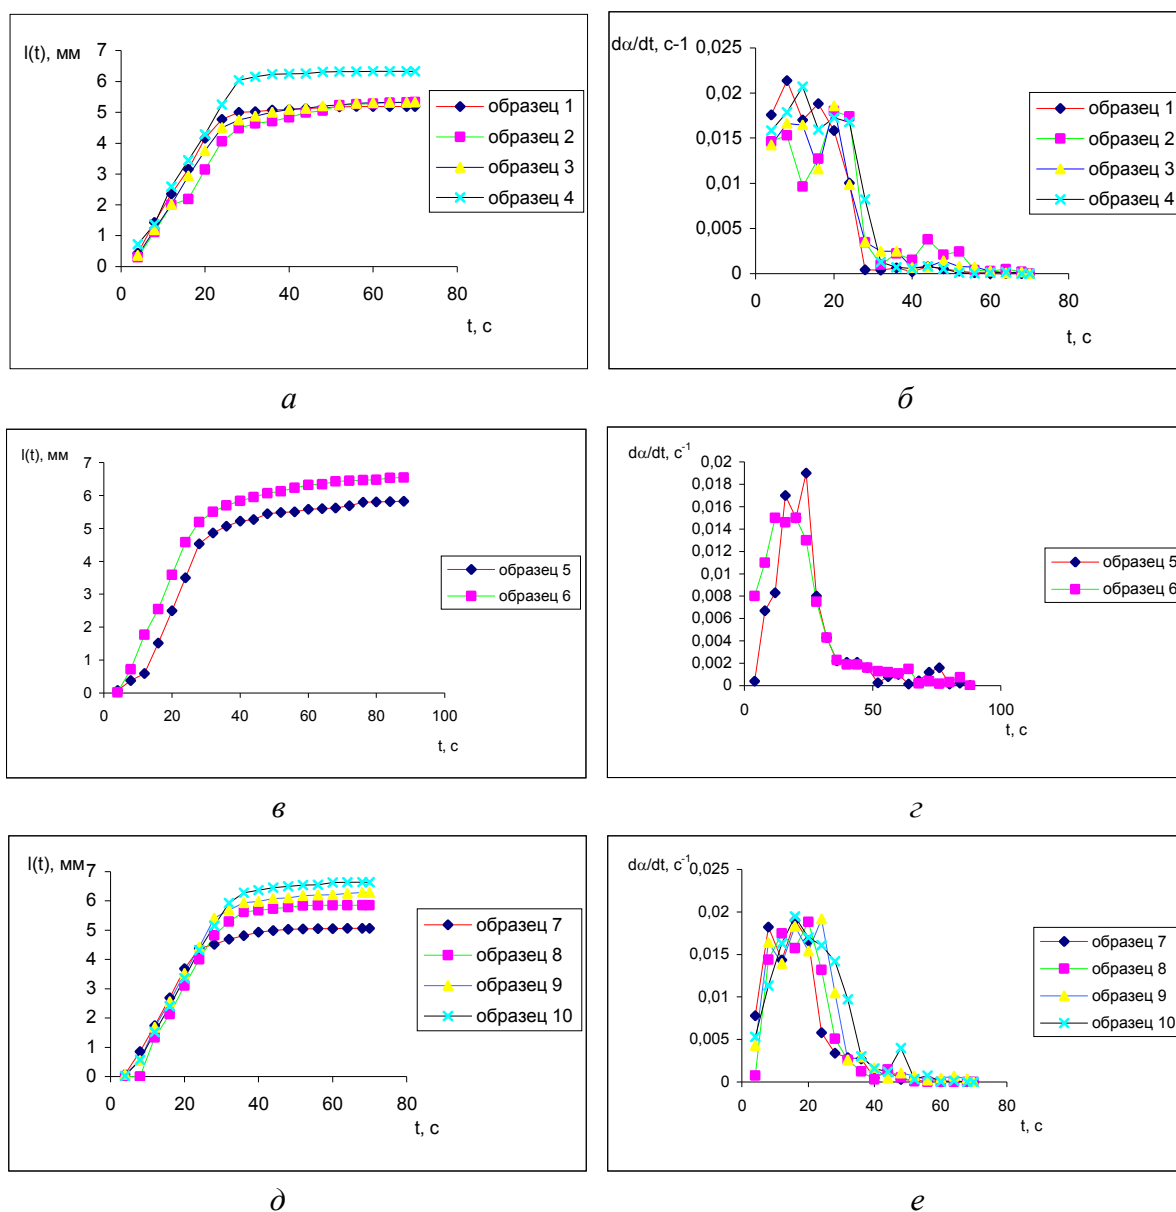 l(t), мм
7
6
5
4
3
2
1
0
0 20 40 60 80
t, с
образец 1
образец 2
образец 3
образец 4
а
dα/dt, с-1
0,025
0,02
0,015
0,01
0,005
0
0 20 40 60 80
t, с
образец 1
образец 2
образец 3
образец 4
б
l(t), мм
7
6
5
4
3
2
1
0
0 20 40 60 80 100
t, с
образец 5
образец 6
в
dα/dt, с⁻¹
0,02
0,018
0,016
0,014
0,012
0,01
0,008
0,006
0,004
0,002
0
0 50 100
t, с
образец 5
образец 6
г
l(t), мм
7
6
5
4
3
2
1
0
0 20 40 60 80
t, с
образец 7
образец 8
образец 9
образец 10
д
dα/dt, с⁻¹
0,025
0,02
0,015
0,01
0,005
0
0 20 40 60 80
t, с
образец 7
образец 8
образец 9
образец 10
е